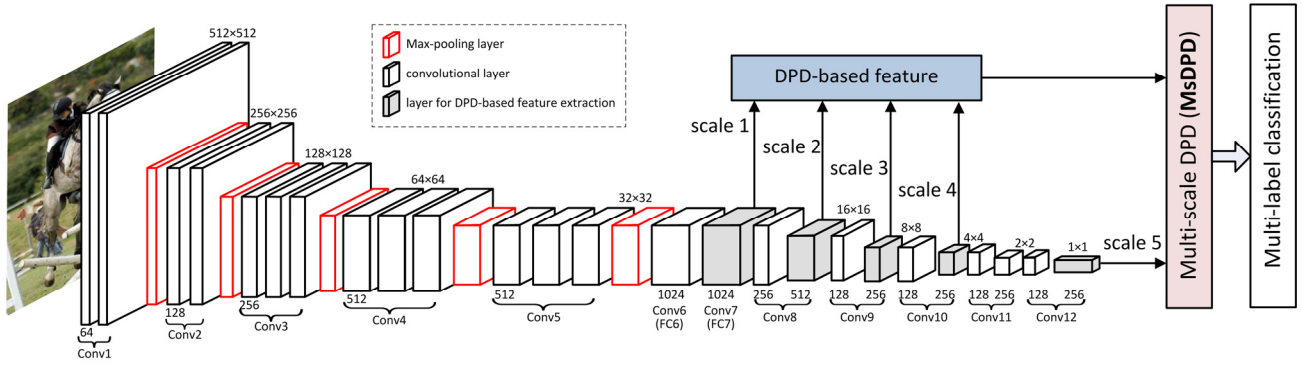 512×512
256×256
128×128
64×64
32×32
16×16
8×8
4×4
2×2
1×1
Max-pooling layer
convolutional layer
layer for DPD-based feature extraction
DPD-based feature
scale 1
scale 2
scale 3
scale 4
scale 5
Multi-scale DPD (MsDPD)
Multi-label classification
64
Conv1
128
Conv2
256
Conv3
512
Conv4
512
Conv5
1024
Conv6
(FC6)
1024
Conv7
(FC7)
256 512
Conv8
128 256
Conv9
128 256
Conv10
128 256
Conv11
128 256
Conv12